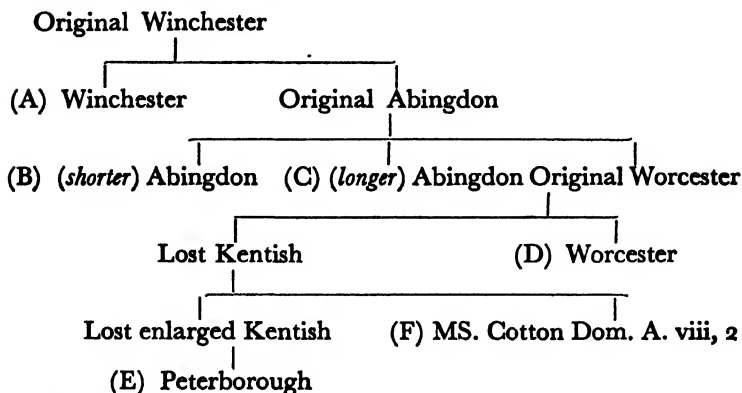 Original Winchester
(A) Winchester Original Abingdon
(B) (shorter) Abingdon (C) (longer) Abingdon Original Worcester
Lost Kentish (D) Worcester
Lost enlarged Kentish (F) MS. Cotton Dom. A. viii, 2
(E) Peterborough